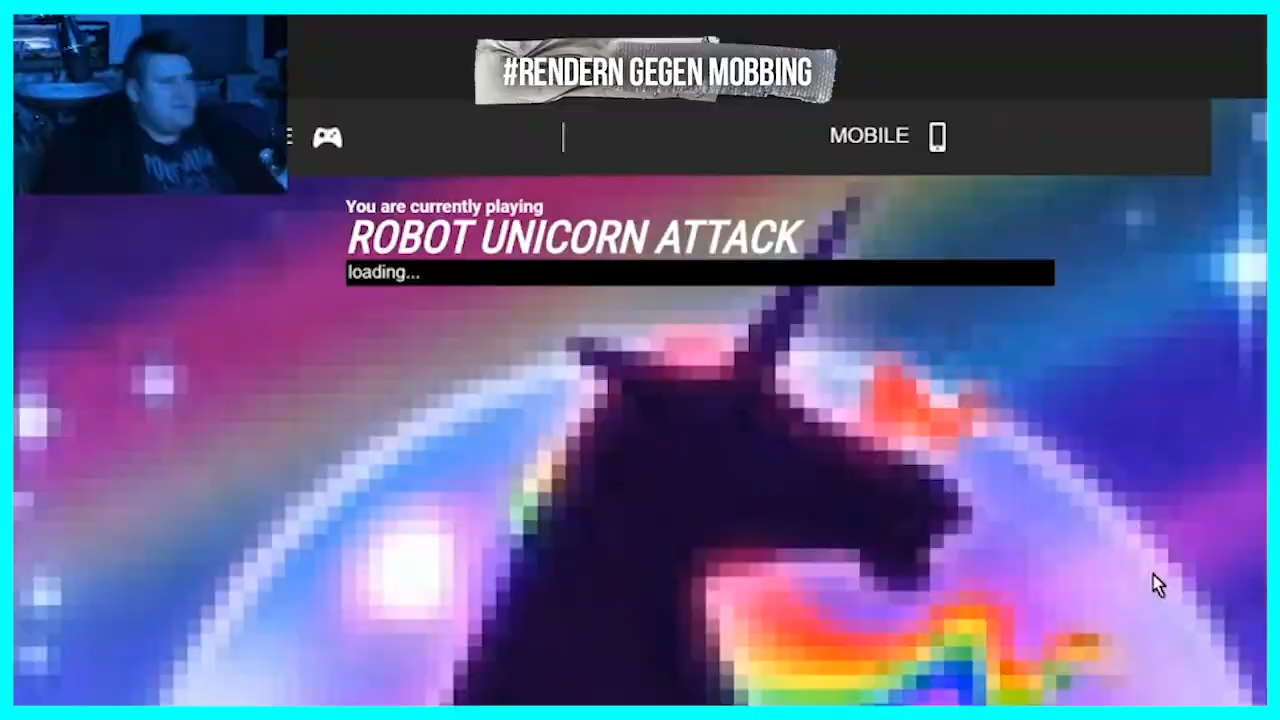 #RENDERN GEGEN MOBBING
MOBILE
You are currently playing
ROBOT UNICORN ATTACK
loading...